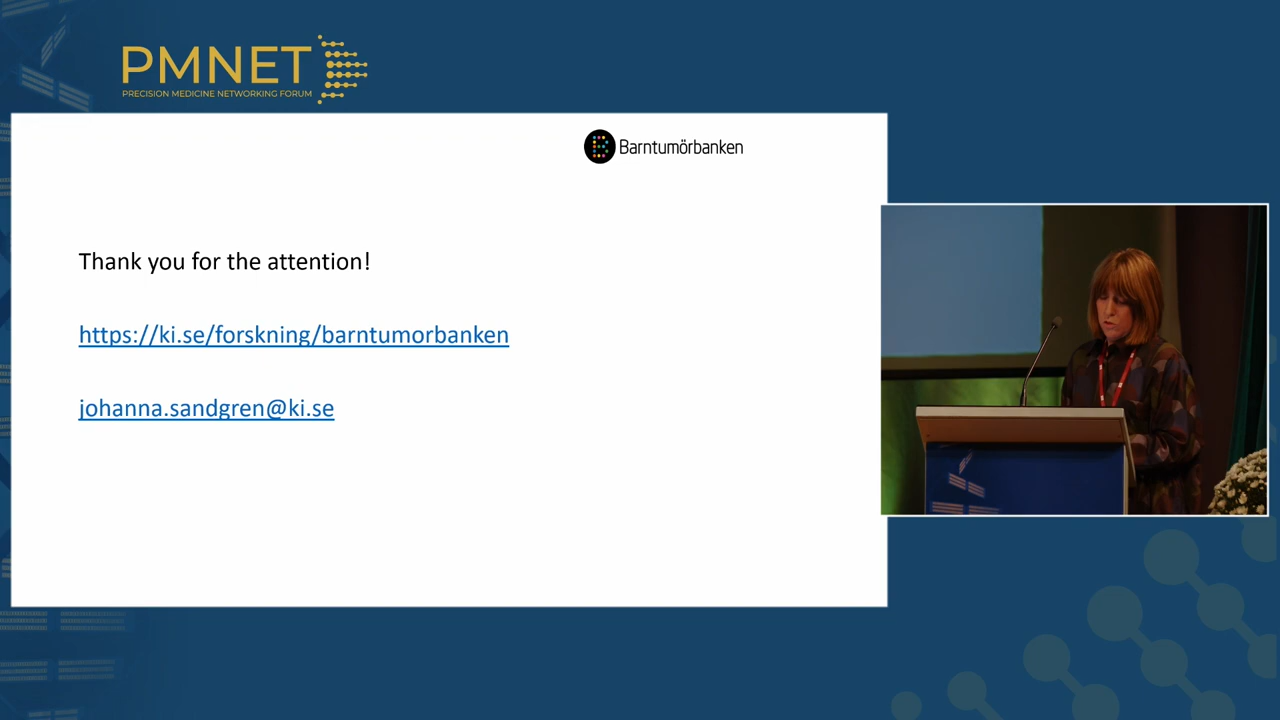 PMNET
PRECISION MEDICINE NETWORKING FORUM
Barntumörbanken
Thank you for the attention!
https://ki.se/forskning/barntumorbanken
johanna.sandgren@ki.se